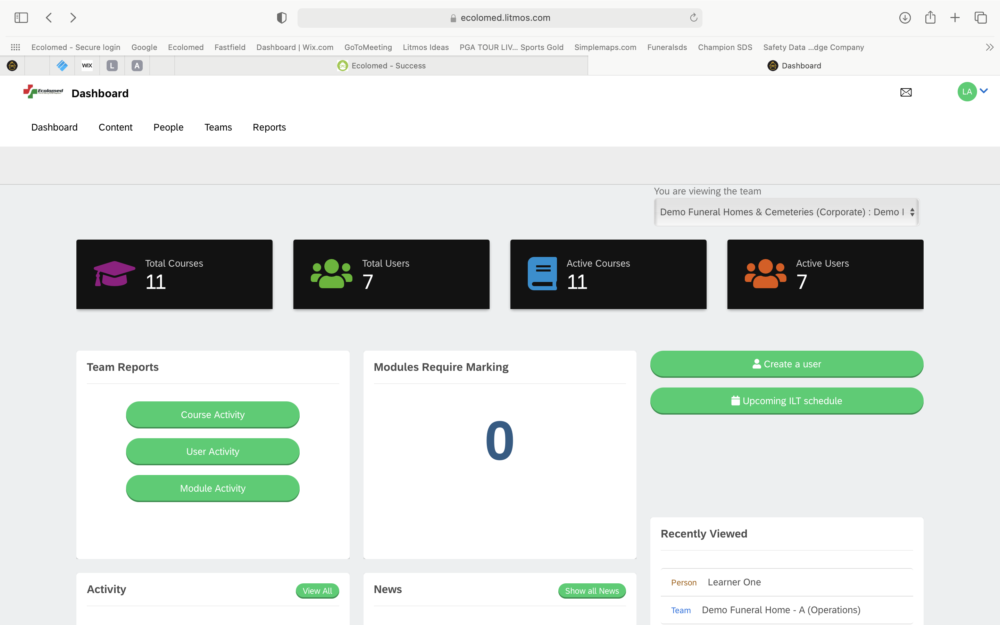 ecolomed.litmos.com
Ecolomed - Secure login Google Ecolomed Fastfield Dashboard | Wix.com GoToMeeting Litmos Ideas PGA TOUR LIV... Sports Gold Simplemaps.com Funeralsds Champion SDS Safety Data ...dge Company
WIX L A Ecolomed - Success Dashboard
Ecolomed Dashboard LA
Dashboard Content People Teams Reports
You are viewing the team
Demo Funeral Homes & Cemeteries (Corporate) : Demo
Total Courses
11
Total Users
7
Active Courses
11
Active Users
7
Team Reports
Course Activity
User Activity
Module Activity
Modules Require Marking
0
Create a user
Upcoming ILT schedule
Activity View All
News Show all News
Recently Viewed
Person Learner One
Team Demo Funeral Home - A (Operations)